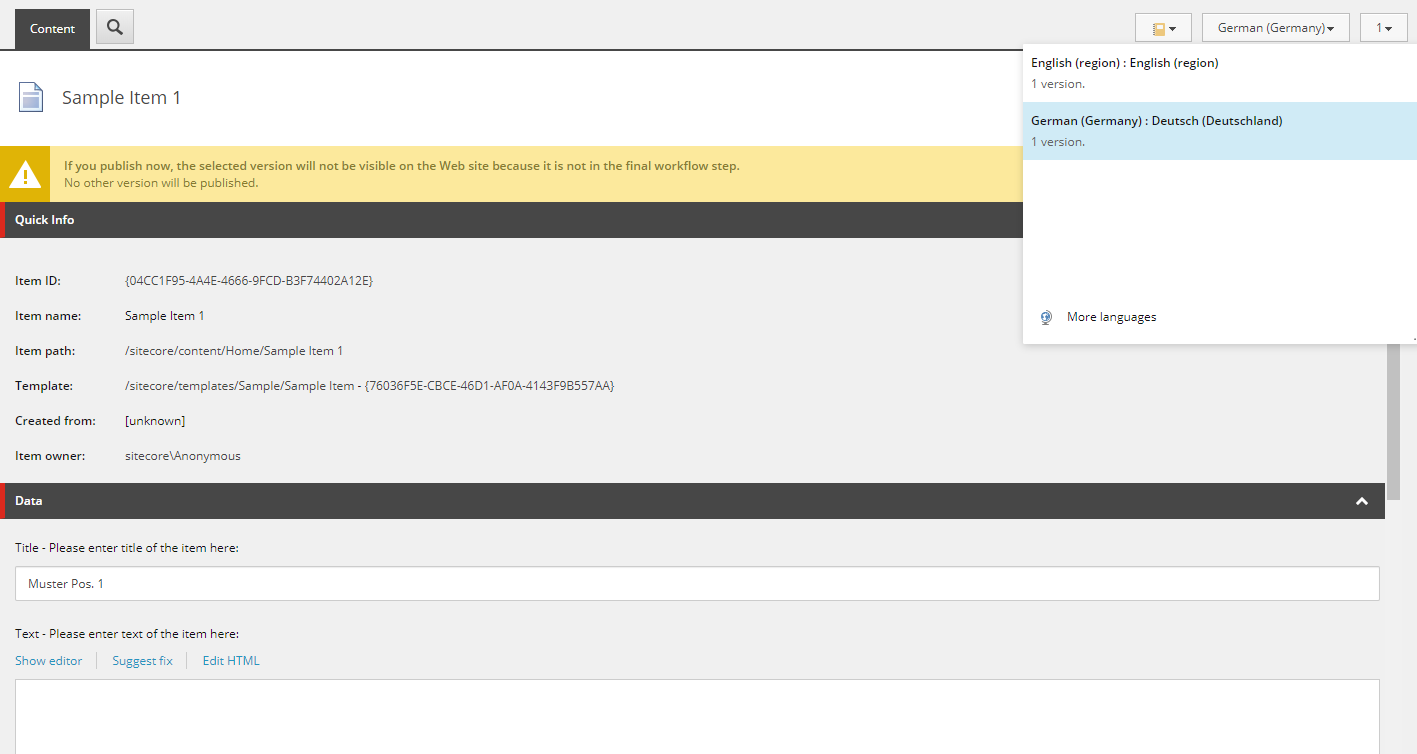 Content
German (Germany)
1
English (region) : English (region)
1 version.
German (Germany) : Deutsch (Deutschland)
1 version.
More languages
Sample Item 1
If you publish now, the selected version will not be visible on the Web site because it is not in the final workflow step.
No other version will be published.
Quick Info
Item ID: {04CC1F95-4A4E-4666-9FCD-B3F74402A12E}
Item name: Sample Item 1
Item path: /sitecore/content/Home/Sample Item 1
Template: /sitecore/templates/Sample/Sample Item - {76036F5E-CBCE-46D1-AF0A-4143F9B557AA}
Created from: [unknown]
Item owner: sitecore\Anonymous
Data
Title - Please enter title of the item here:
Muster Pos. 1
Text - Please enter text of the item here:
Show editor Suggest fix Edit HTML